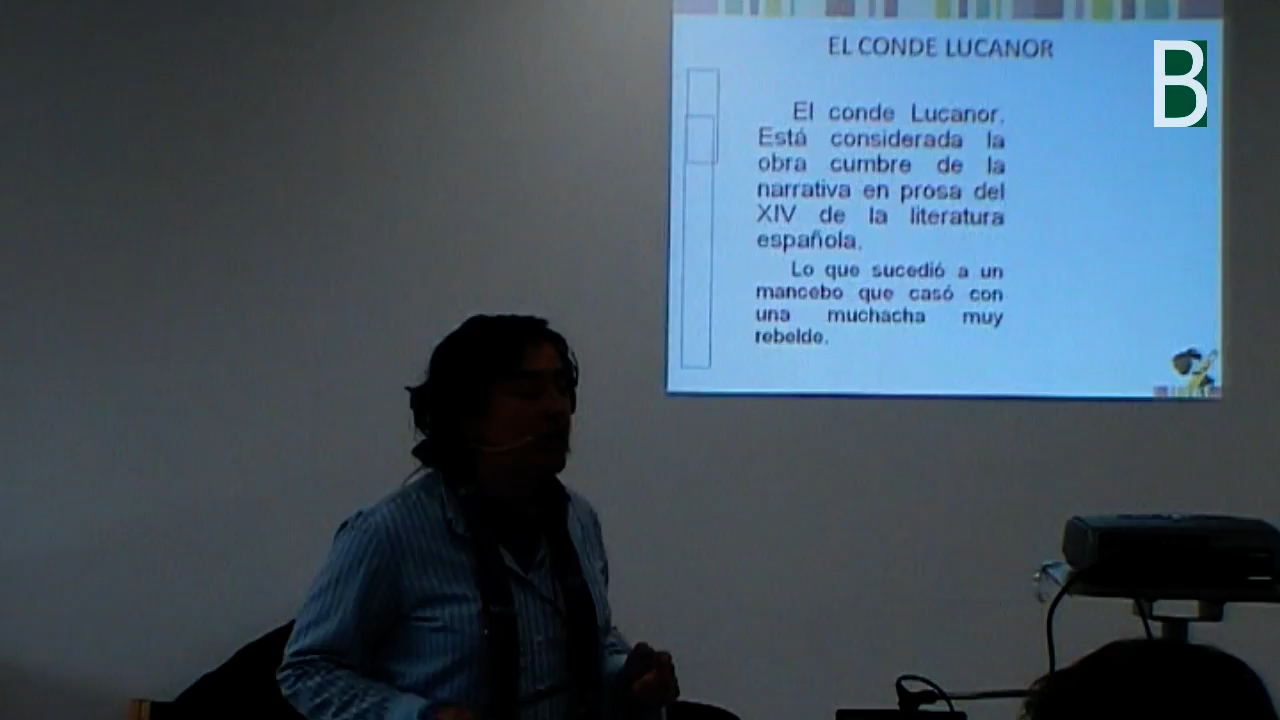 EL CONDE LUCANOR
B
El conde Lucanor.
Está considerada la
obra cumbre de la
narrativa en prosa del
XIV de la literatura
española.
Lo que sucedió a un
mancebo que casó con
una muchacha muy
rebelde.